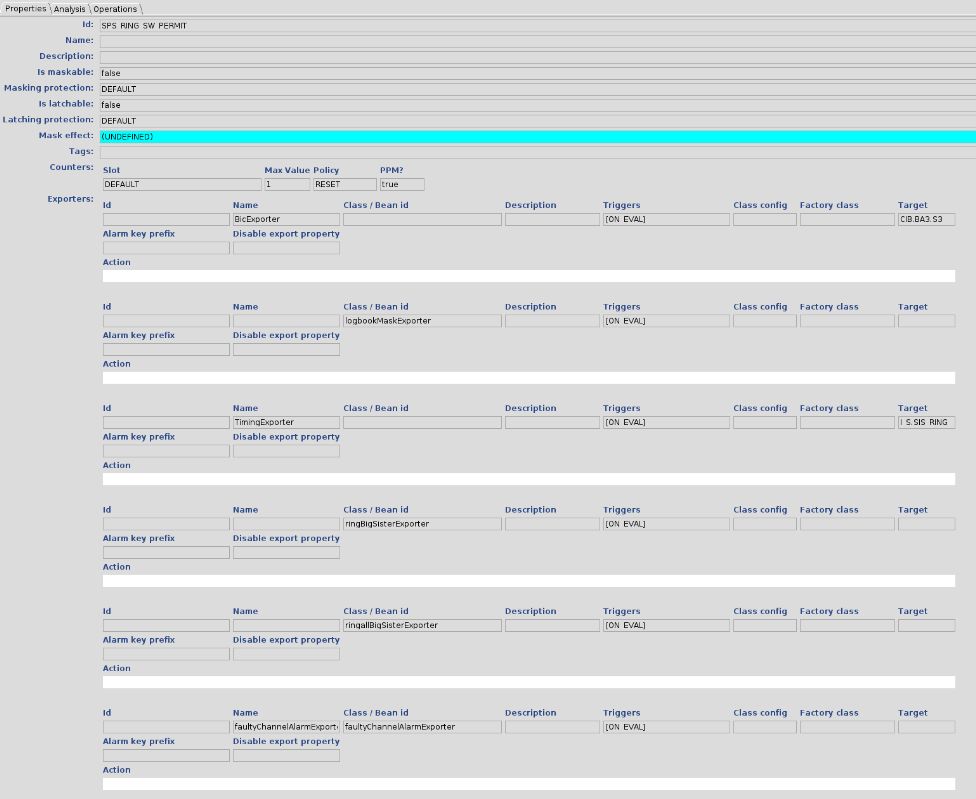 Properties Analysis Operations
Id: SPS RING SW PERMIT
Name:
Description:
Is maskable: false
Masking protection: DEFAULT
Is latchable: false
Latching protection: DEFAULT
Mask effect: (UNDEFINED)
Tags:
Counters: Slot Max Value Policy PPM?
DEFAULT 1 RESET true
Exporters: Id Name Class / Bean id Description Triggers Class config Factory class Target
BicExporter [ON EVAL] CIB.BA3.S3
Alarm key prefix Disable export property
Action
Id Name Class / Bean id Description Triggers Class config Factory class Target
logbookMaskExporter [ON EVAL]
Alarm key prefix Disable export property
Action
Id Name Class / Bean id Description Triggers Class config Factory class Target
TimingExporter [ON EVAL] S.SIS RING
Alarm key prefix Disable export property
Action
Id Name Class / Bean id Description Triggers Class config Factory class Target
ringBigSisterExporter [ON EVAL]
Alarm key prefix Disable export property
Action
Id Name Class / Bean id Description Triggers Class config Factory class Target
ringallBigSisterExporter [ON EVAL]
Alarm key prefix Disable export property
Action
Id Name Class / Bean id Description Triggers Class config Factory class Target
faultyChannelAlarmExport faultyChannelAlarmExporter [ON EVAL]
Alarm key prefix Disable export property
Action